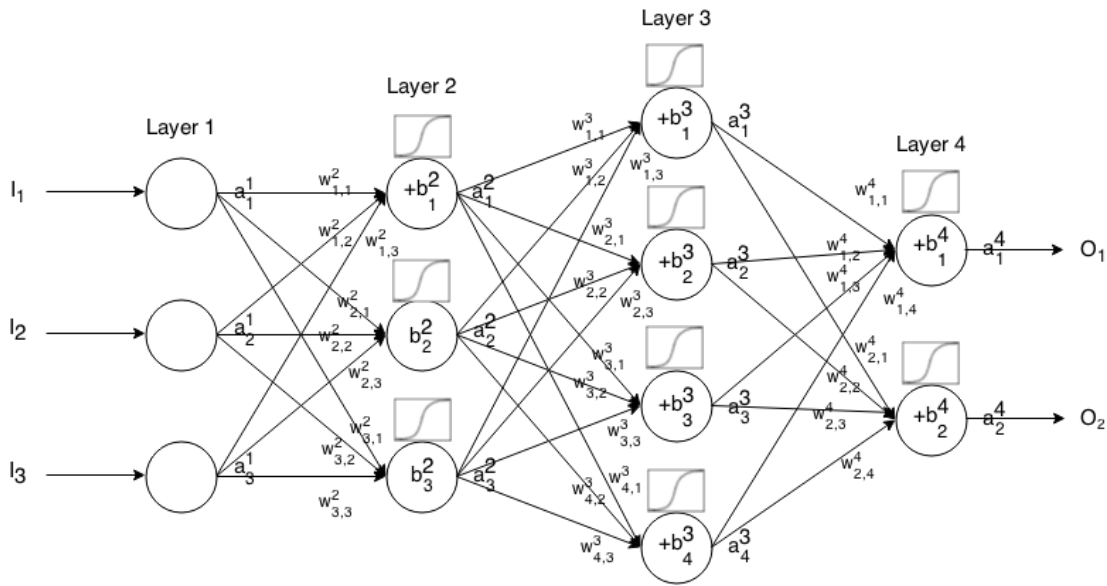 Layer 3
Layer 2
Layer 1
Layer 4
I₁
a¹₁
w²₁,₁
+b²₁
a²₁
w³₁,₁
w³₁,₂
w³₁,₃
+b³₁
a³₁
w⁴₁,₁
w²₁,₂
w²₁,₃
w³₂,₁
w³₂,₂
w³₂,₃
+b³₂
a³₂
w⁴₁,₂
w⁴₁,₃
w⁴₁,₄
+b⁴₁
a⁴₁
O₁
I₂
a¹₂
w²₂,₁
w²₂,₂
w²₂,₃
b²₂
a²₂
w³₃,₁
w³₃,₂
w³₃,₃
+b³₃
a³₃
w⁴₂,₁
w⁴₂,₂
w⁴₂,₃
w⁴₂,₄
+b⁴₂
a⁴₂
O₂
I₃
a¹₃
w²₃,₁
w²₃,₂
w²₃,₃
b²₃
a²₃
w³₄,₁
w³₄,₂
w³₄,₃
+b³₄
a³₄